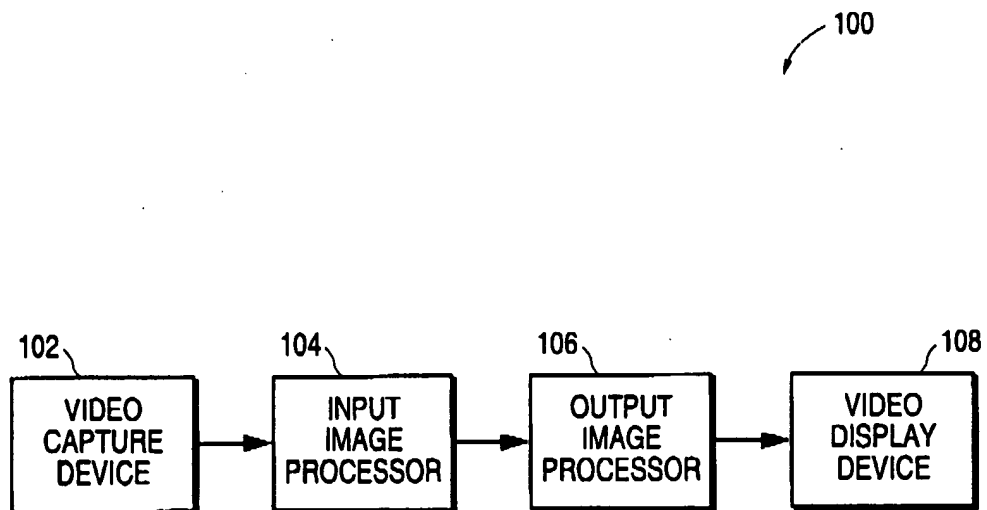 100
102
VIDEO
CAPTURE
DEVICE
104
INPUT
IMAGE
PROCESSOR
106
OUTPUT
IMAGE
PROCESSOR
108
VIDEO
DISPLAY
DEVICE